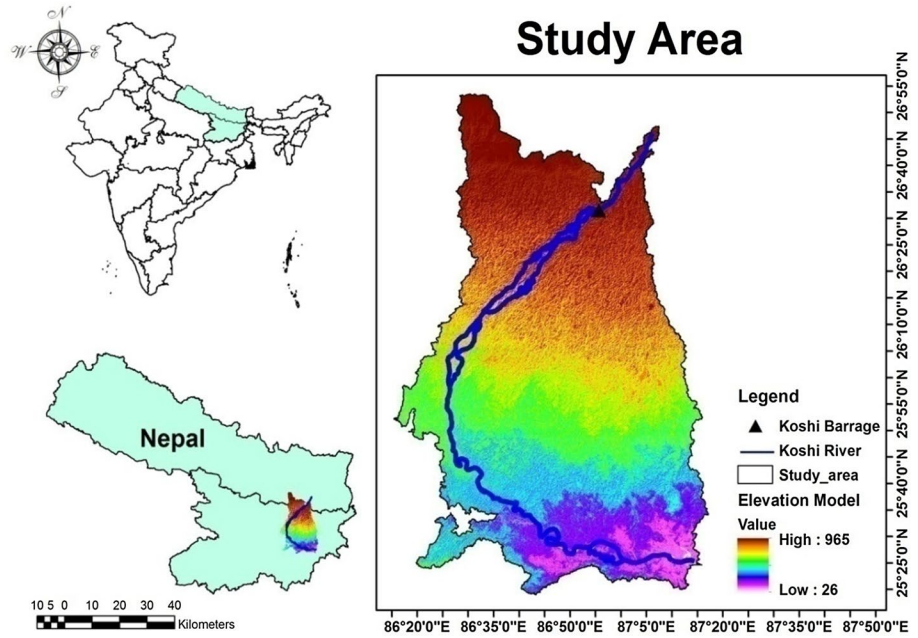 Study Area
N
W
E
S
26°55'0"N
26°40'0"N
26°25'0"N
26°10'0"N
25°55'0"N
25°40'0"N
25°25'0"N
Nepal
Legend
Koshi Barrage
Koshi River
Study_area
Elevation Model
Value
High : 965
Low : 26
10 5 0 10 20 30 40
Kilometers
86°20'0"E 86°35'0"E 86°50'0"E 87°5'0"E 87°20'0"E 87°35'0"E 87°50'0"E